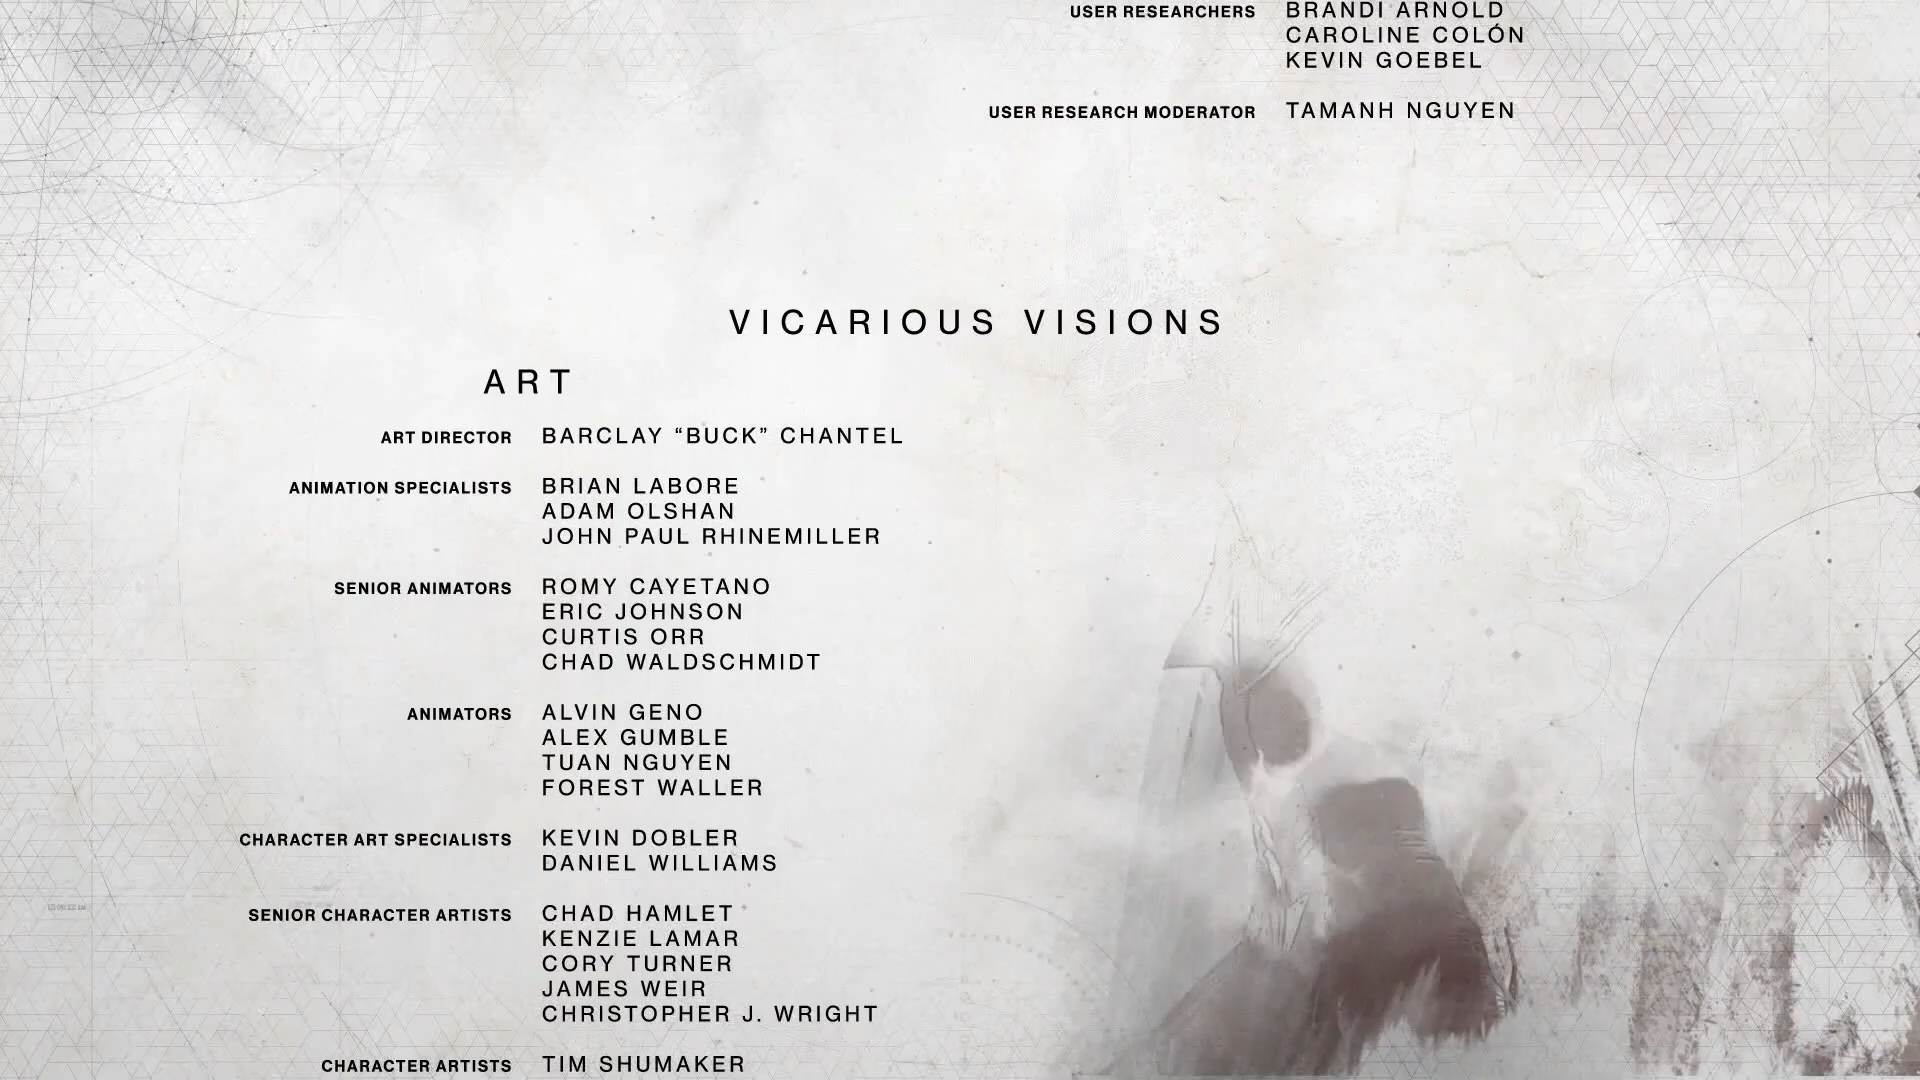 USER RESEARCHERS BRANDI ARNOLD
CAROLINE COLÓN
KEVIN GOEBEL
USER RESEARCH MODERATOR TAMANH NGUYEN
VICARIOUS VISIONS
ART
ART DIRECTOR BARCLAY “BUCK” CHANTEL
ANIMATION SPECIALISTS BRIAN LABORE
ADAM OLSHAN
JOHN PAUL RHINEMILLER
SENIOR ANIMATORS ROMY CAYETANO
ERIC JOHNSON
CURTIS ORR
CHAD WALDSCHMIDT
ANIMATORS ALVIN GENO
ALEX GUMBLE
TUAN NGUYEN
FOREST WALLER
CHARACTER ART SPECIALISTS KEVIN DOBLER
DANIEL WILLIAMS
SENIOR CHARACTER ARTISTS CHAD HAMLET
KENZIE LAMAR
CORY TURNER
JAMES WEIR
CHRISTOPHER J. WRIGHT
CHARACTER ARTISTS TIM SHUMAKER